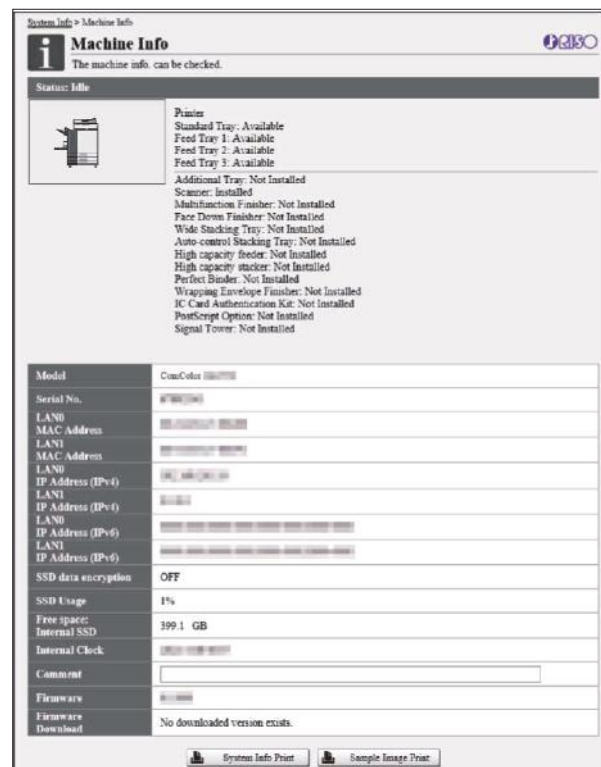 System Info > Machine Info
Machine Info
RISO
The machine info. can be checked.
Status: Idle
Printer
Standard Tray: Available
Feed Tray 1: Available
Feed Tray 2: Available
Feed Tray 3: Available
Additional Tray: Not Installed
Scanner: Installed
Multifunction Finisher: Not Installed
Face Down Finisher: Not Installed
Wide Stacking Tray: Not Installed
Auto-control Stacking Tray: Not Installed
High capacity feeder: Not Installed
High capacity stacker: Not Installed
Perfect Binder: Not Installed
Wrapping Envelope Finisher: Not Installed
IC Card Authentication Kit: Not Installed
PostScript Option: Not Installed
Signal Tower: Not Installed
Model ComColor
Serial No.
LAN0
MAC Address
LAN1
MAC Address
LAN0
IP Address (IPv4)
LAN1
IP Address (IPv4)
LAN0
IP Address (IPv6)
LAN1
IP Address (IPv6)
SSD data encryption OFF
SSD Usage 1%
Free space:
Internal SSD 399.1 GB
Internal Clock
Comment
Firmware
Firmware
Download No downloaded version exists.
System Info Print Sample Image Print